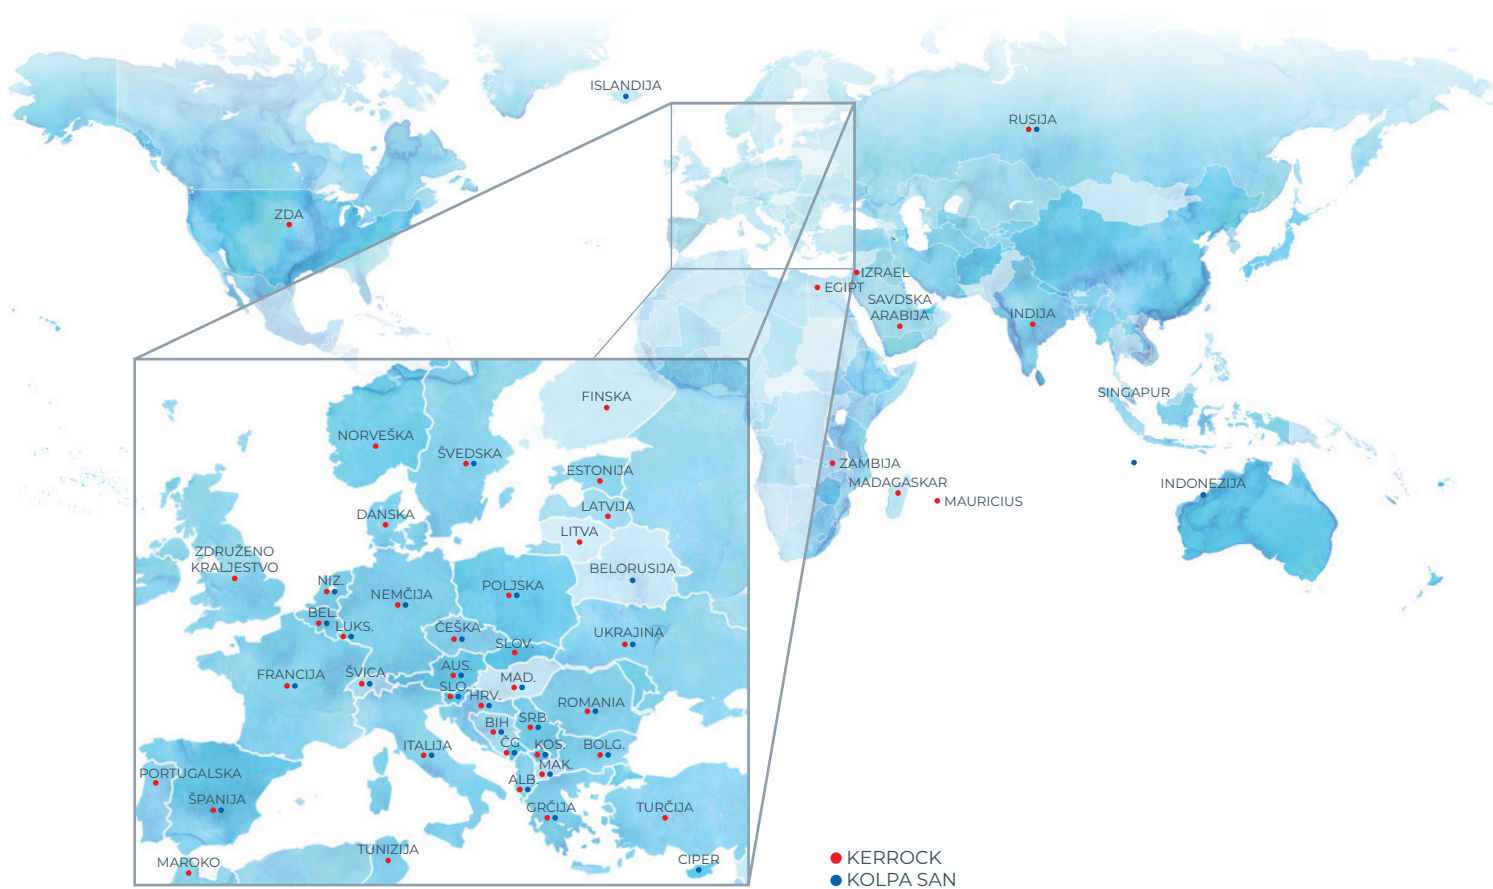 ISLANDIJA
RUSIJA
ZDA
IZRAEL
EGIPT
SAVDSKA
ARABIJA
INDIJA
SINGAPUR
FINSKA
NORVEŠKA
ŠVEDSKA
ESTONIJA
ZAMBIJA
MADAGASKAR
INDONEZIJA
MAURICIUS
LATVIJA
DANSKA
LITVA
ZDRUŽENO
KRALJESTVO
BELORUSIJA
NIZ.
NEMČIJA
POLJSKA
BEL.
LUKS.
ČEŠKA
UKRAJINA
SLOV.
AUS.
FRANCIJA
ŠVICA
MAD.
SLO.
HRV.
ROMANIA
BIH
SRB.
ITALIJA
ČG
KOS.
BOLG.
MAK.
PORTUGALSKA
ALB.
ŠPANIJA
GRČIJA
TURČIJA
TUNIZIJA
MAROKO
CIPER
KERROCK
KOLPA SAN